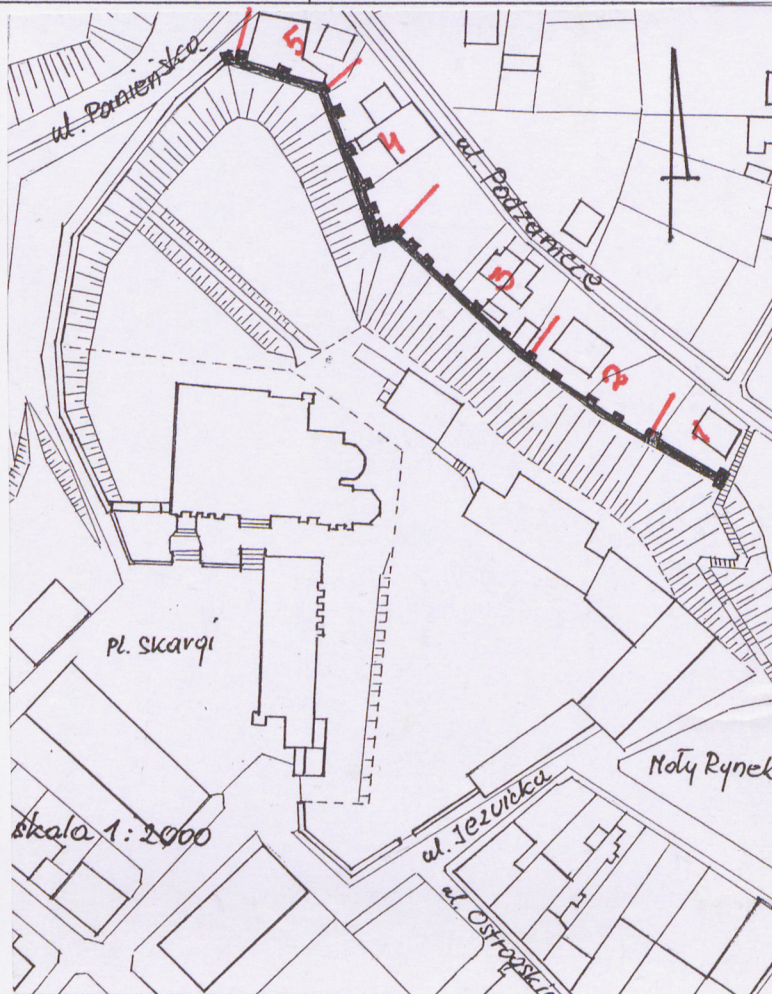 ul. Panieńska
5
4
ul. Podzamcze
3
2
1
Pl. Skargi
Mały Rynek
skala 1:2000
ul. Jezuicka
ul. Ostrogskich